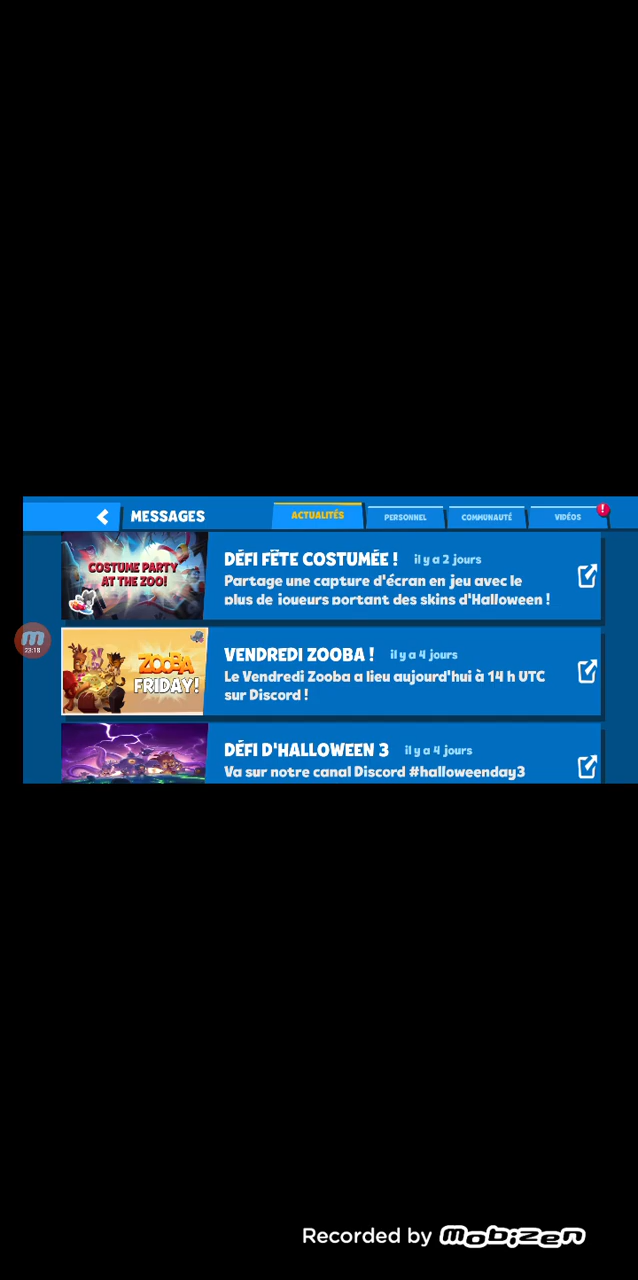 MESSAGES
ACTUALITÉS
PERSONNEL
COMMUNAUTÉ
VIDÉOS
!
COSTUME PARTY
AT THE ZOO!
DÉFI FÊTE COSTUMÉE ! il y a 2 jours
Partage une capture d'écran en jeu avec le
plus de joueurs portant des skins d'Halloween !
23:18
ZOOBA
FRIDAY!
VENDREDI ZOOBA ! il y a 4 jours
Le Vendredi Zooba a lieu aujourd'hui à 14 h UTC
sur Discord !
DÉFI D'HALLOWEEN 3 il y a 4 jours
Va sur notre canal Discord #halloweenday3
Recorded by mobizen